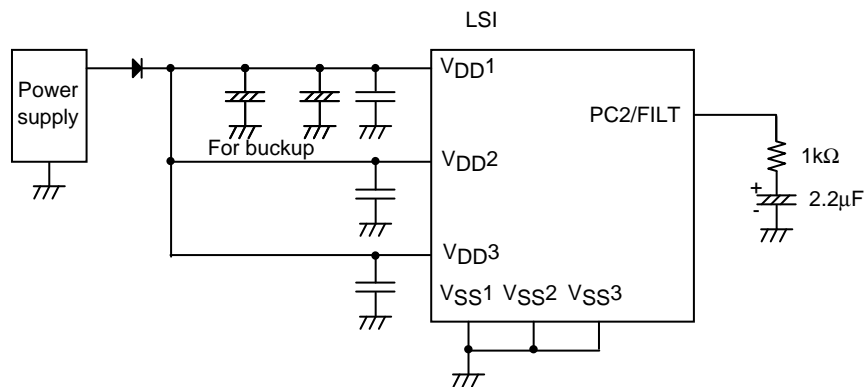 LSI
Power
supply
VDD1
PC2/FILT
For buckup
1kΩ
VDD2
+
2.2μF
-
VDD3
VSS1 VSS2 VSS3